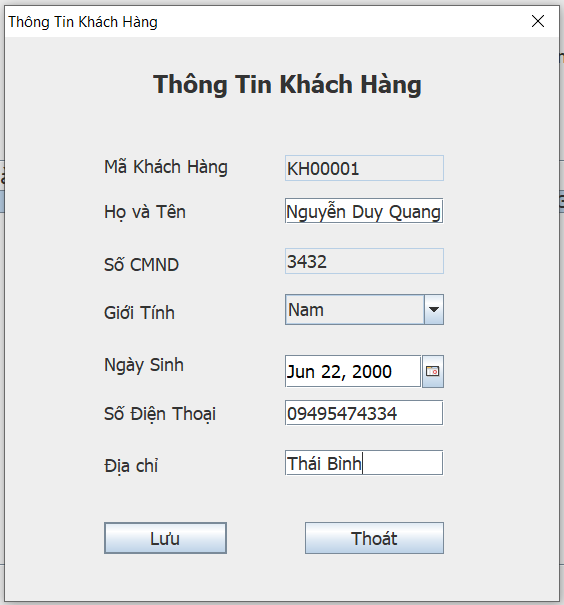 Thông Tin Khách Hàng
Thông Tin Khách Hàng
Mã Khách Hàng KH00001
Họ và Tên Nguyễn Duy Quang
Số CMND 3432
Giới Tính Nam
Ngày Sinh Jun 22, 2000
Số Điện Thoại 09495474334
Địa chỉ Thái Bình
Lưu Thoát